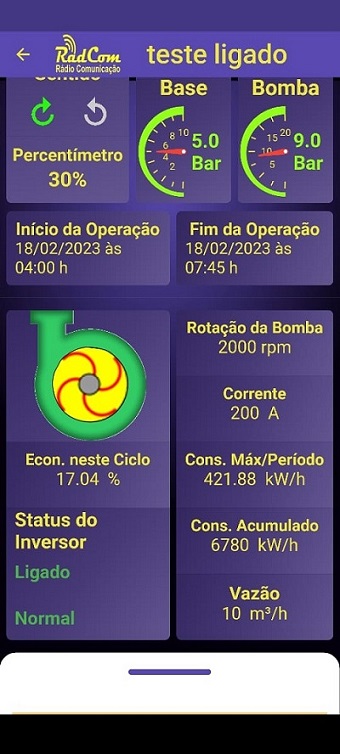 RadCom
Rádio Comunicação
teste ligado
Sentido
Percentímetro
30%
Base
10
8
6
4
2
5.0
Bar
Bomba
20
15
10
5
9.0
Bar
Início da Operação
18/02/2023 às
04:00 h
Fim da Operação
18/02/2023 às
07:45 h
Econ. neste Ciclo
17.04 %
Status do
Inversor
Ligado
Normal
Rotação da Bomba
2000 rpm
Corrente
200 A
Cons. Máx/Período
421.88 kW/h
Cons. Acumulado
6780 kW/h
Vazão
10 m³/h